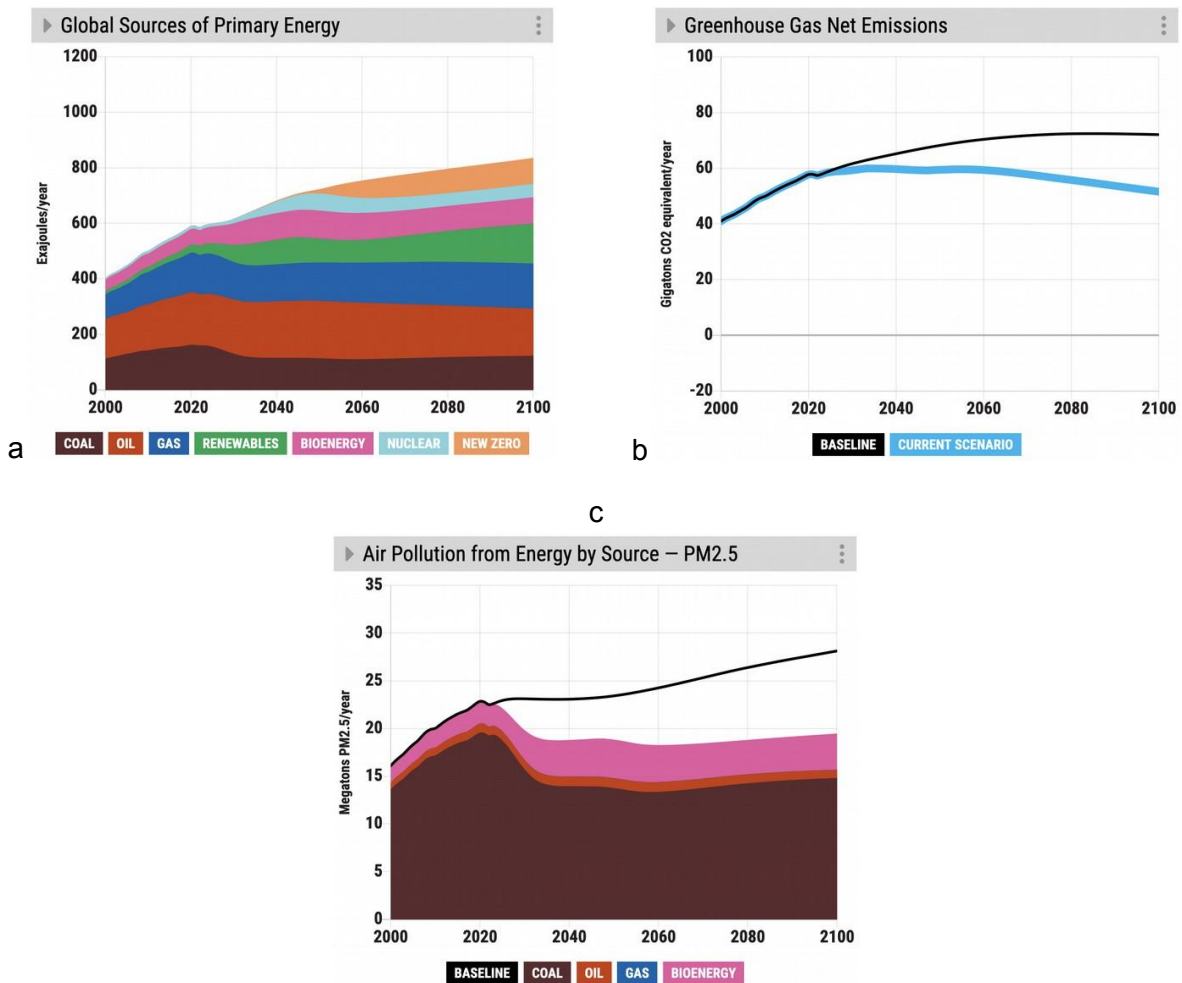 Global Sources of Primary Energy
1200
1000
800
600
400
200
0
Exajoules/year
2000 2020 2040 2060 2080 2100
COAL OIL GAS RENEWABLES BIOENERGY NUCLEAR NEW ZERO
a
Greenhouse Gas Net Emissions
100
80
60
40
20
0
-20
Gigatons CO2 equivalent/year
2000 2020 2040 2060 2080 2100
BASELINE CURRENT SCENARIO
b
c
Air Pollution from Energy by Source – PM2.5
35
30
25
20
15
10
5
0
Megatons PM2.5/year
2000 2020 2040 2060 2080 2100
BASELINE COAL OIL GAS BIOENERGY